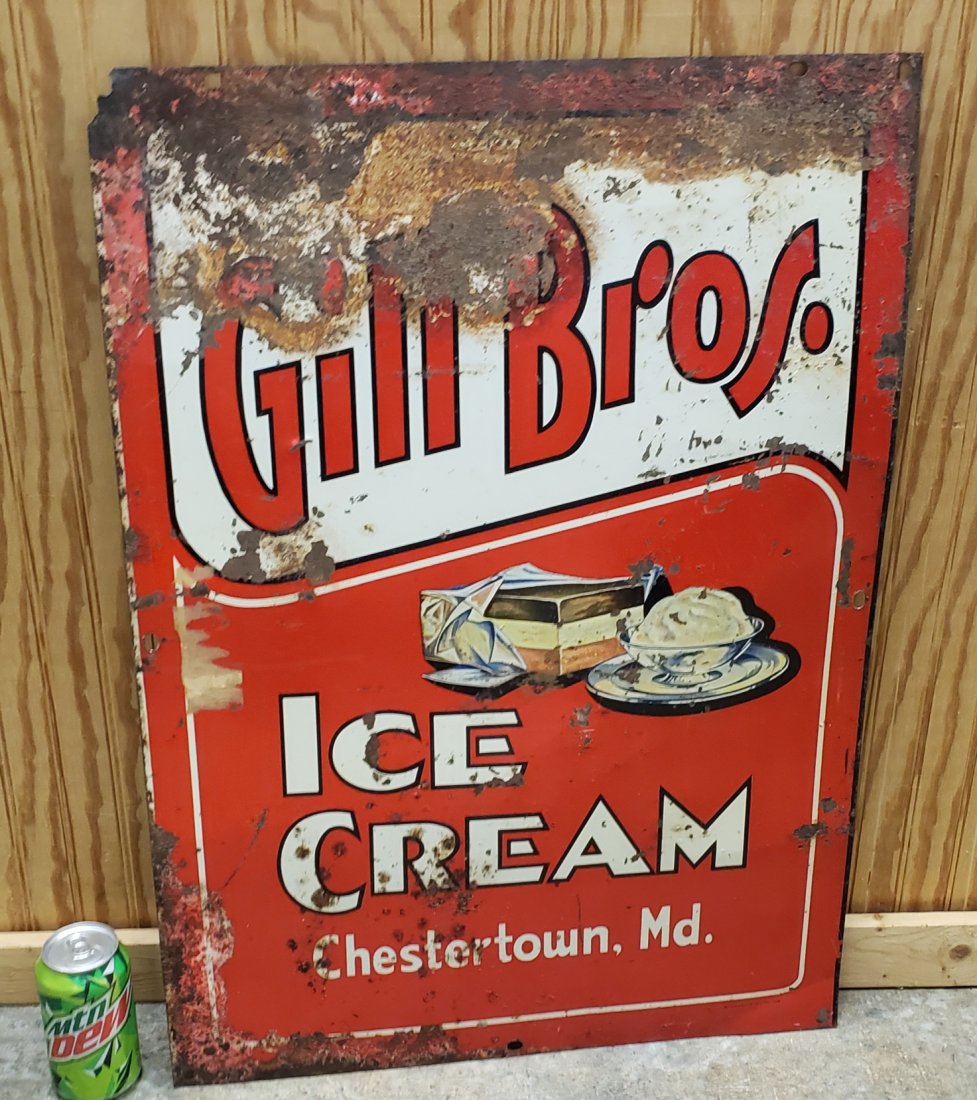 Gill Bros.
ICE
CREAM
Chestertown, Md.
Mtn
Dew